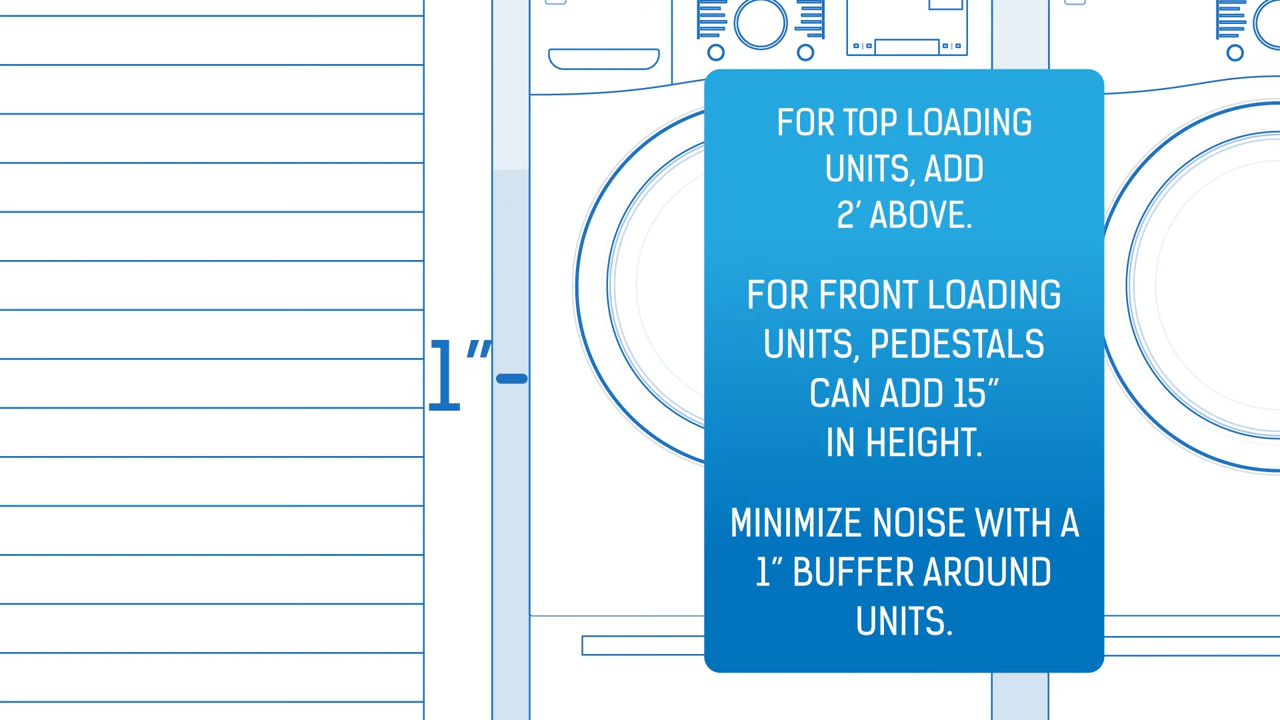 1”
FOR TOP LOADING
UNITS, ADD
2’ ABOVE.
FOR FRONT LOADING
UNITS, PEDESTALS
CAN ADD 15”
IN HEIGHT.
MINIMIZE NOISE WITH A
1” BUFFER AROUND
UNITS.